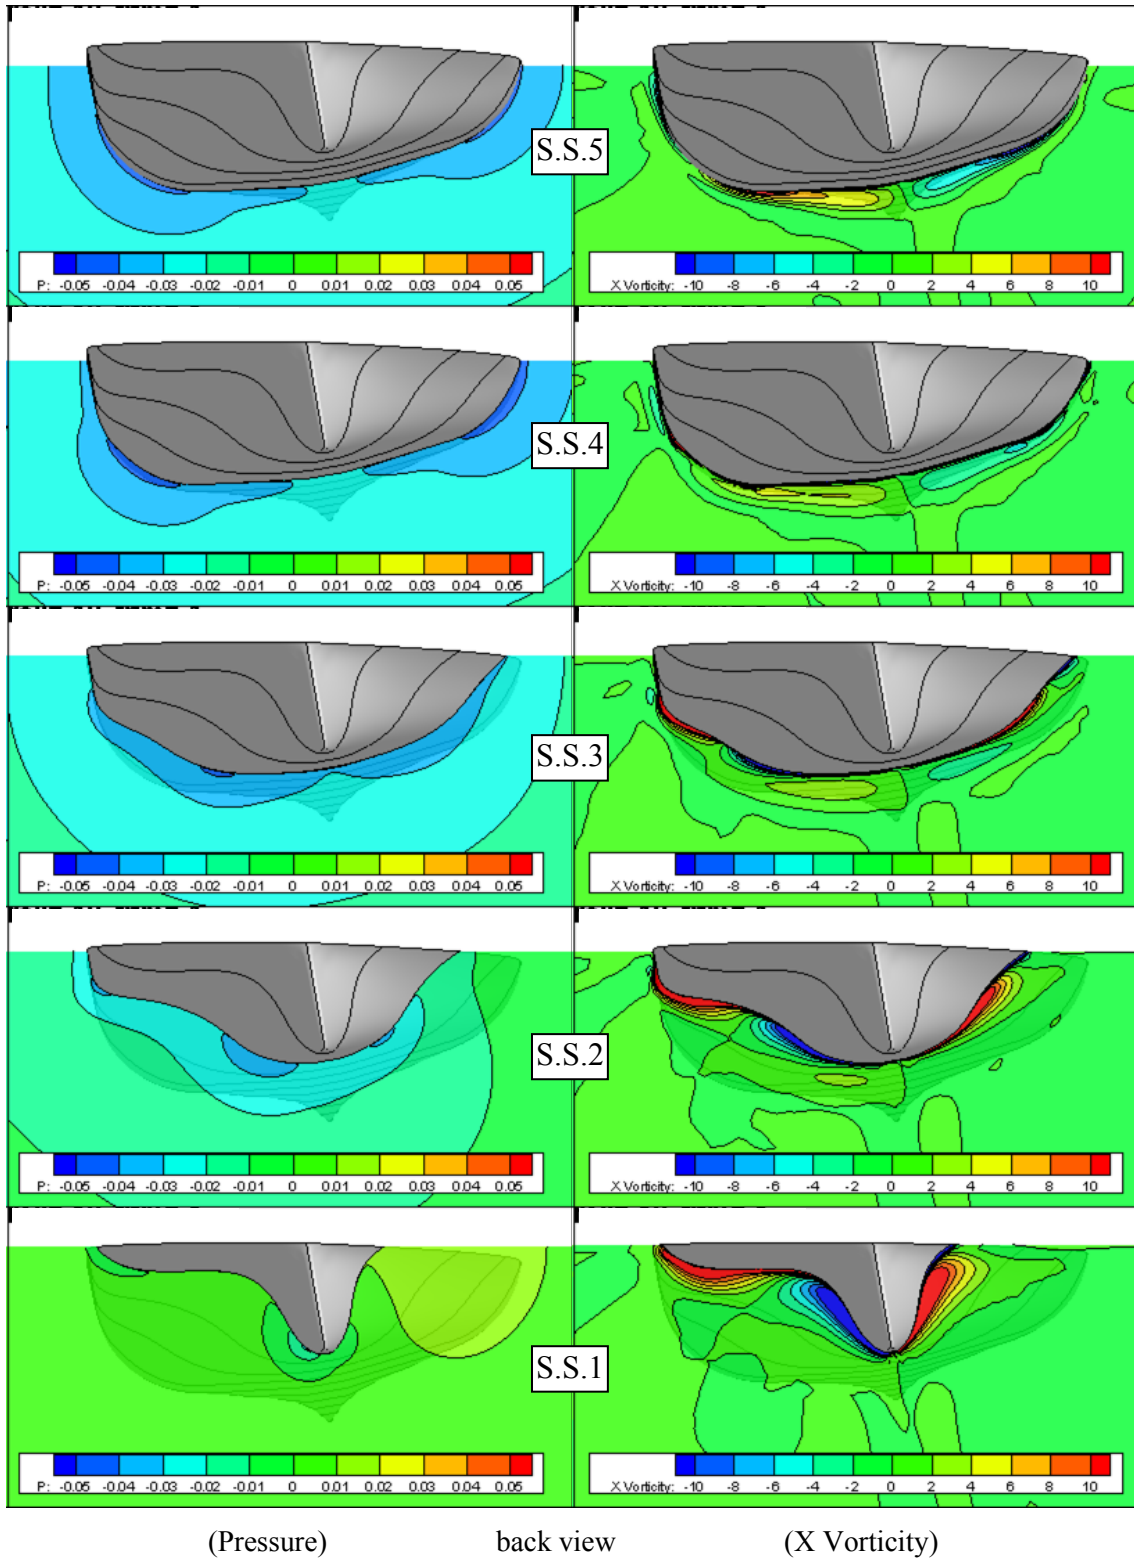 S.S.5
P: -0.05 -0.04 -0.03 -0.02 -0.01 0 0.01 0.02 0.03 0.04 0.05
X Vorticity: -10 -8 -6 -4 -2 0 2 4 6 8 10
S.S.4
P: -0.05 -0.04 -0.03 -0.02 -0.01 0 0.01 0.02 0.03 0.04 0.05
X Vorticity: -10 -8 -6 -4 -2 0 2 4 6 8 10
S.S.3
P: -0.05 -0.04 -0.03 -0.02 -0.01 0 0.01 0.02 0.03 0.04 0.05
X Vorticity: -10 -8 -6 -4 -2 0 2 4 6 8 10
S.S.2
P: -0.05 -0.04 -0.03 -0.02 -0.01 0 0.01 0.02 0.03 0.04 0.05
X Vorticity: -10 -8 -6 -4 -2 0 2 4 6 8 10
S.S.1
P: -0.05 -0.04 -0.03 -0.02 -0.01 0 0.01 0.02 0.03 0.04 0.05
X Vorticity: -10 -8 -6 -4 -2 0 2 4 6 8 10
(Pressure) back view (X Vorticity)